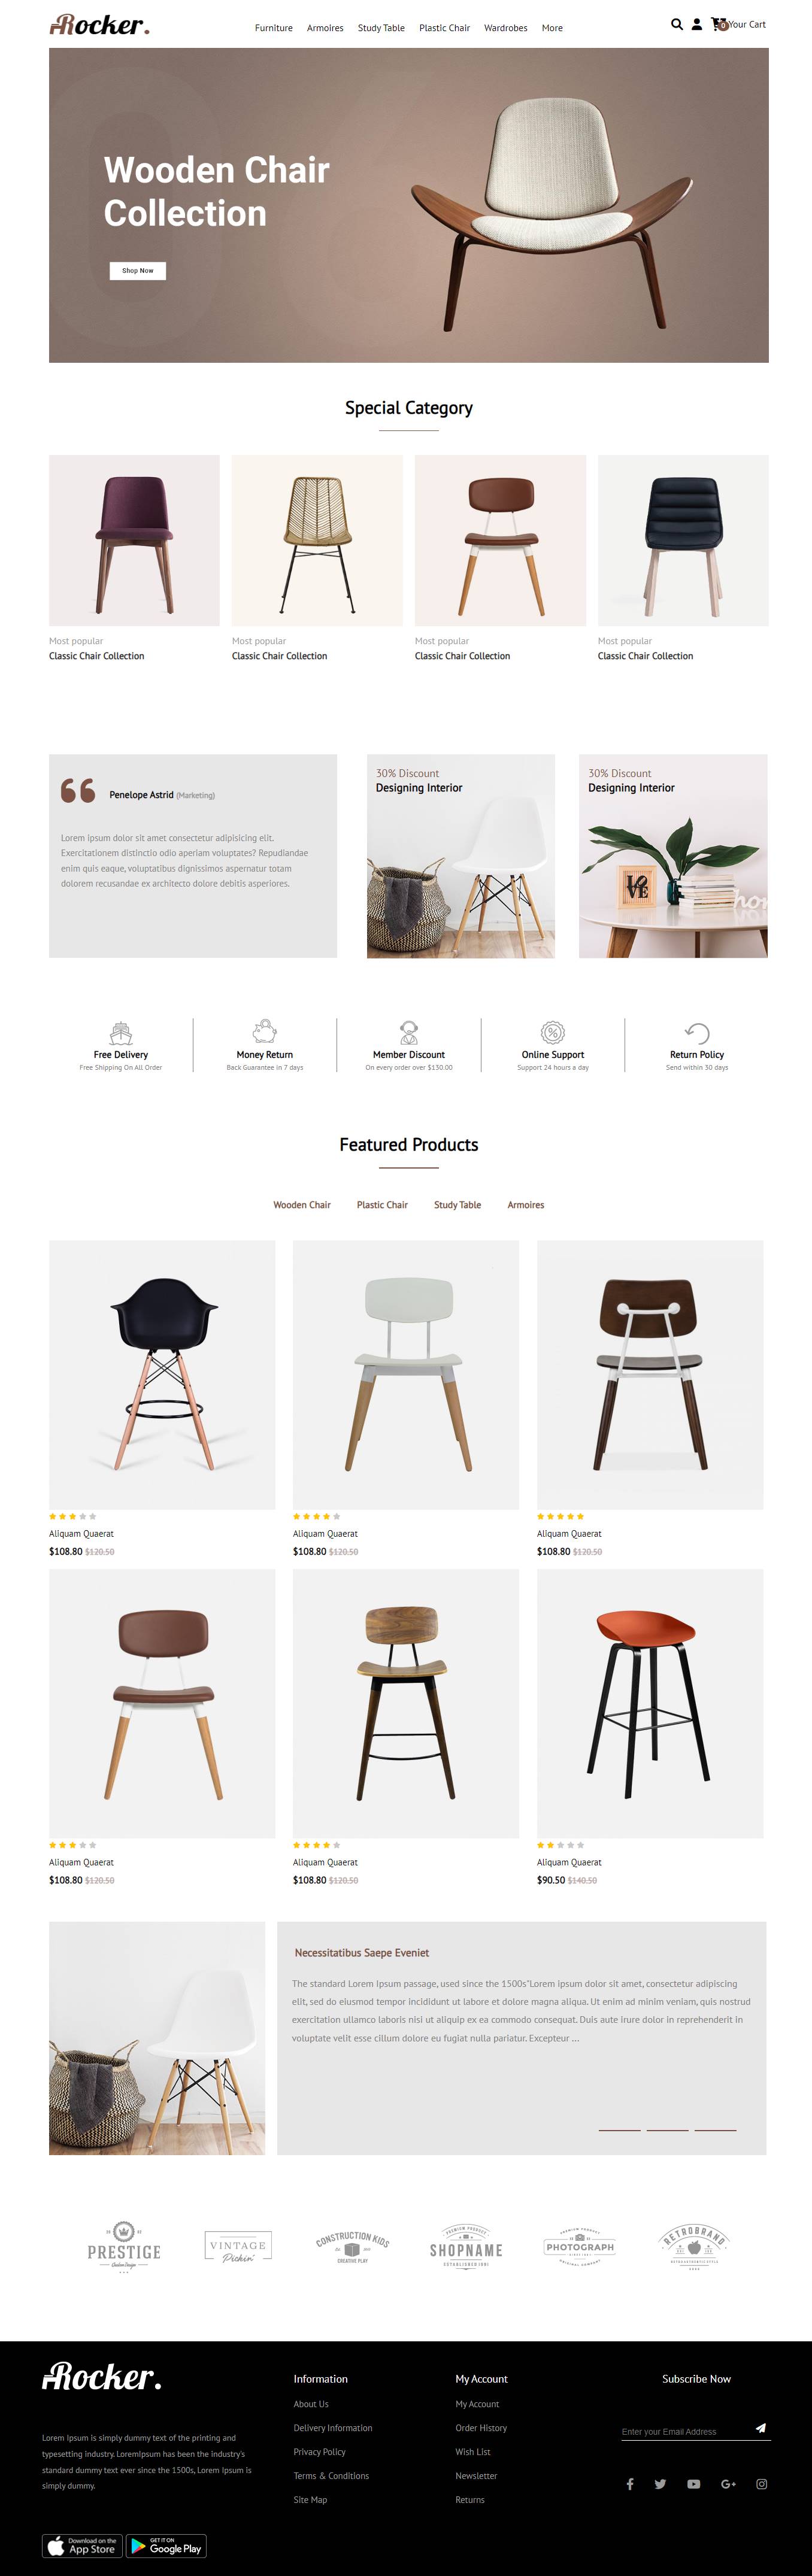 Rocker.
Furniture Armoires Study Table Plastic Chair Wardrobes More
0 Your Cart
Wooden Chair
Collection
Shop Now
Special Category
Most popular
Classic Chair Collection
Most popular
Classic Chair Collection
Most popular
Classic Chair Collection
Most popular
Classic Chair Collection
Penelope Astrid (Marketing)
Lorem ipsum dolor sit amet consectetur adipisicing elit.
Exercitationem distinctio odio aperiam voluptates? Repudiandae
enim quis eaque, voluptatibus dignissimos aspernatur totam
dolorem recusandae ex architecto dolore debitis asperiores.
30% Discount
Designing Interior
30% Discount
Designing Interior
LOVE
hom
Free Delivery
Free Shipping On All Order
Money Return
Back Guarantee in 7 days
Member Discount
On every order over $130.00
Online Support
Support 24 hours a day
Return Policy
Send within 30 days
Featured Products
Wooden Chair Plastic Chair Study Table Armoires
Aliquam Quaerat
$108.80 $120.50
Aliquam Quaerat
$108.80 $120.50
Aliquam Quaerat
$108.80 $120.50
Aliquam Quaerat
$108.80 $120.50
Aliquam Quaerat
$108.80 $120.50
Aliquam Quaerat
$90.50 $140.50
Necessitatibus Saepe Eveniet
The standard Lorem Ipsum passage, used since the 1500s"Lorem ipsum dolor sit amet, consectetur adipiscing
elit, sed do eiusmod tempor incididunt ut labore et dolore magna aliqua. Ut enim ad minim veniam, quis nostrud
exercitation ullamco laboris nisi ut aliquip ex ea commodo consequat. Duis aute irure dolor in reprehenderit in
voluptate velit esse cillum dolore eu fugiat nulla pariatur. Excepteur ...
PRESTIGE
VINTAGE
Pickin'
CONSTRUCTION KIDS
CREATIVE PLAY
PREMIUM PRODUCT
SHOPNAME
ESTABLISHED 1991
PREMIUM PRODUCT
PHOTOGRAPH
ORIGINAL COMPANY
RETROBRAND
Rocker.
Lorem Ipsum is simply dummy text of the printing and
typesetting industry. LoremIpsum has been the industry's
standard dummy text ever since the 1500s, Lorem Ipsum is
simply dummy.
Download on the
App Store
GET IT ON
Google Play
Information
About Us
Delivery Information
Privacy Policy
Terms & Conditions
Site Map
My Account
My Account
Order History
Wish List
Newsletter
Returns
Subscribe Now
Enter your Email Address